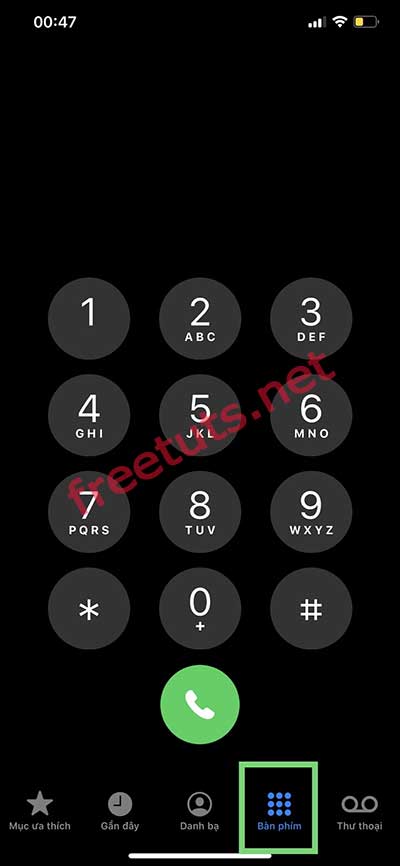 00:47
1 2 3
ABC DEF
4 5 6
GHI JKL MNO
freetuts.net
7 8 9
PQRS TUV WXYZ
* 0 #
+
Mục ưa thích Gần đây Danh bạ Bàn phím Thư thoại